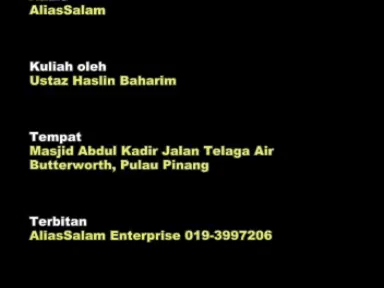 AliasSalam
Kuliah oleh
Ustaz Haslin Baharim
Tempat
Masjid Abdul Kadir Jalan Telaga Air
Butterworth, Pulau Pinang
Terbitan
AliasSalam Enterprise 019-3997206